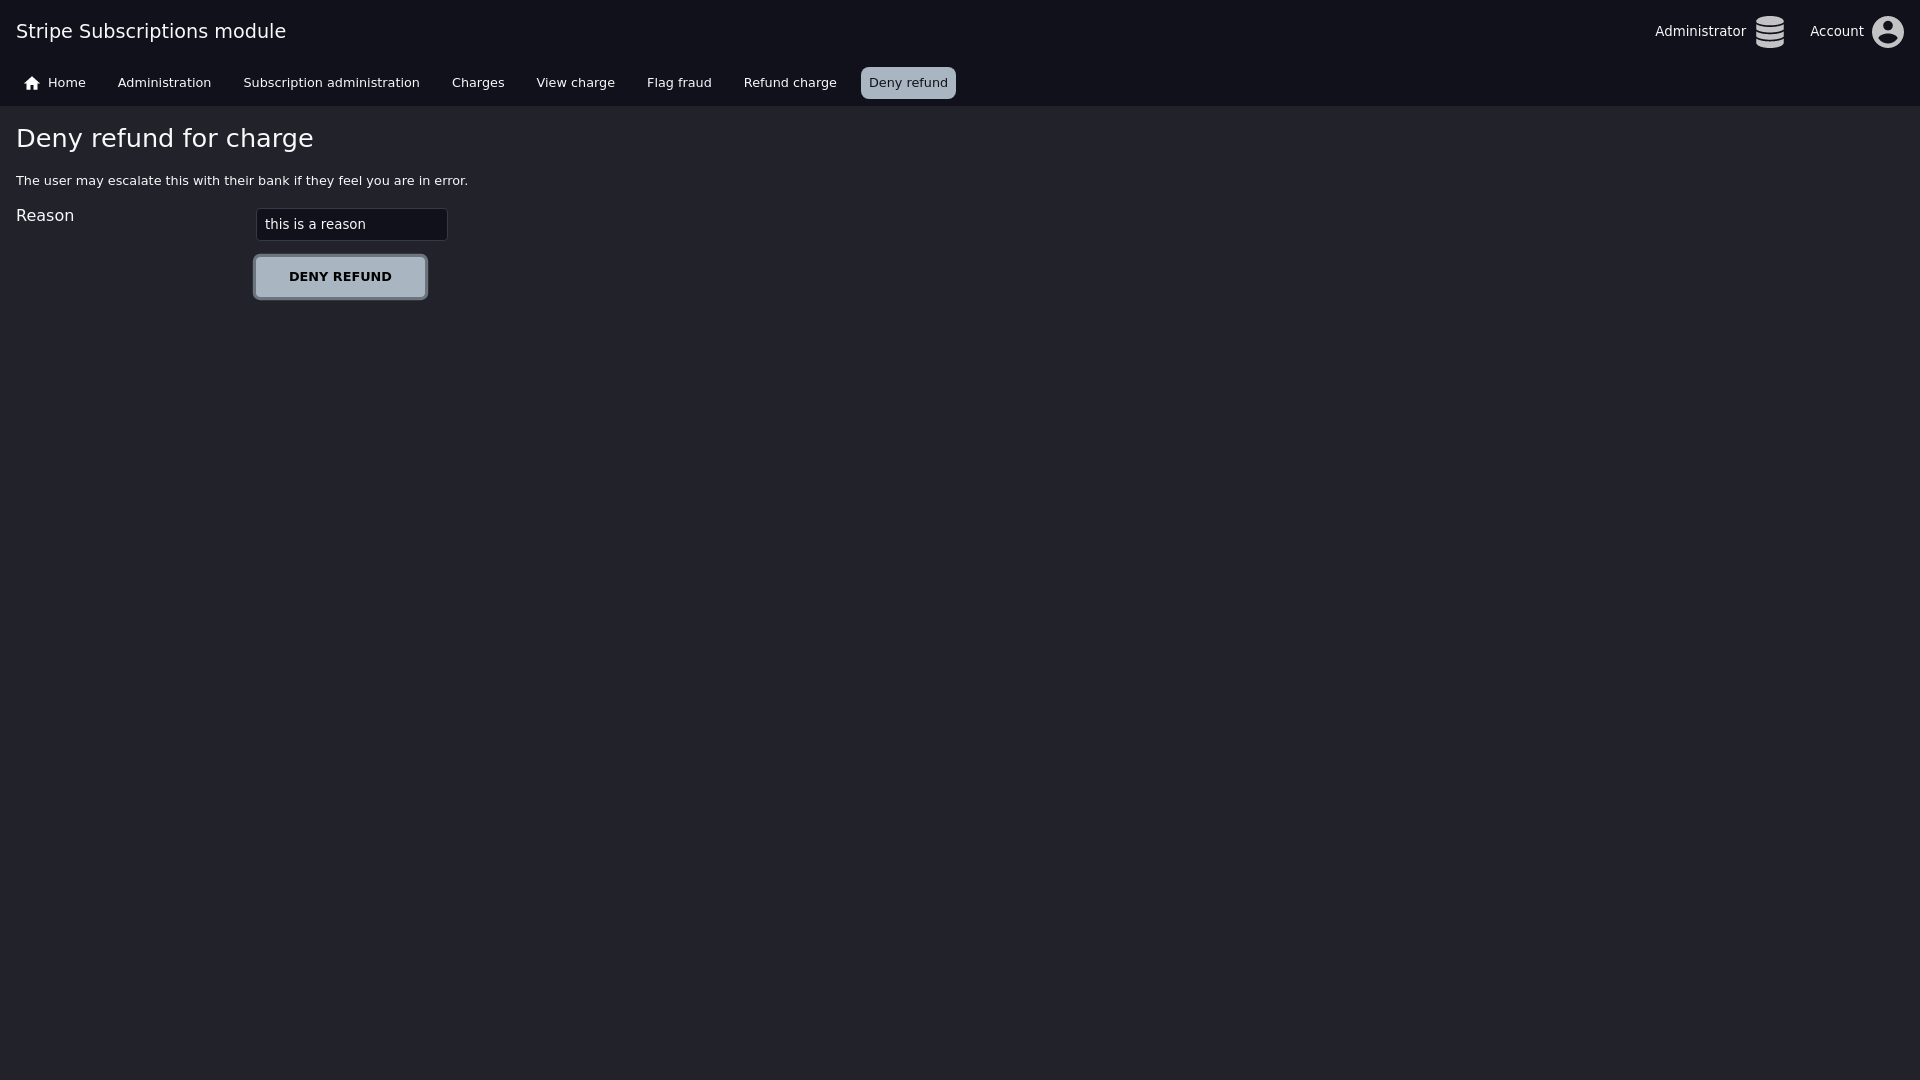 Stripe Subscriptions module
Administrator
Account
Home
Administration
Subscription administration
Charges
View charge
Flag fraud
Refund charge
Deny refund
Deny refund for charge
The user may escalate this with their bank if they feel you are in error.
Reason
this is a reason
DENY REFUND